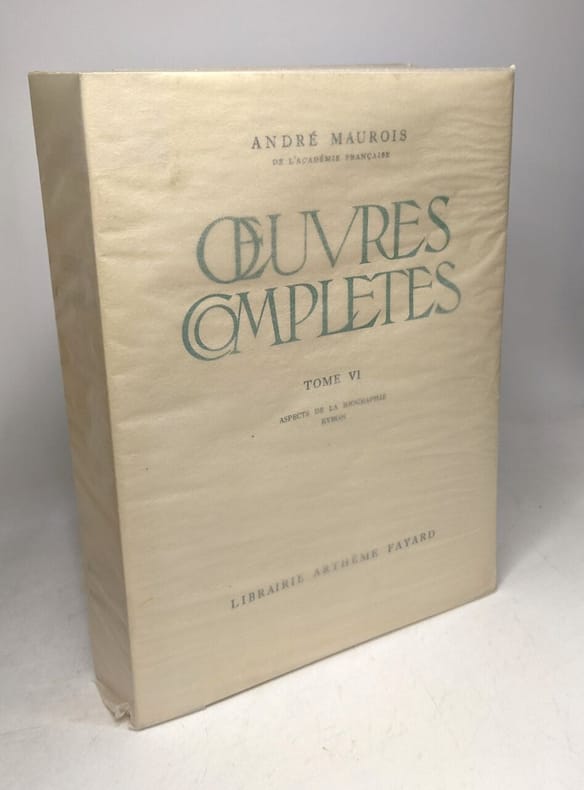 ANDRÉ MAUROIS
DE L'ACADÉMIE FRANÇAISE
ŒUVRES
COMPLETES
TOME VI
ASPECTS DE LA BIOGRAPHIE
BYRON
LIBRAIRIE ARTHÈME FAYARD